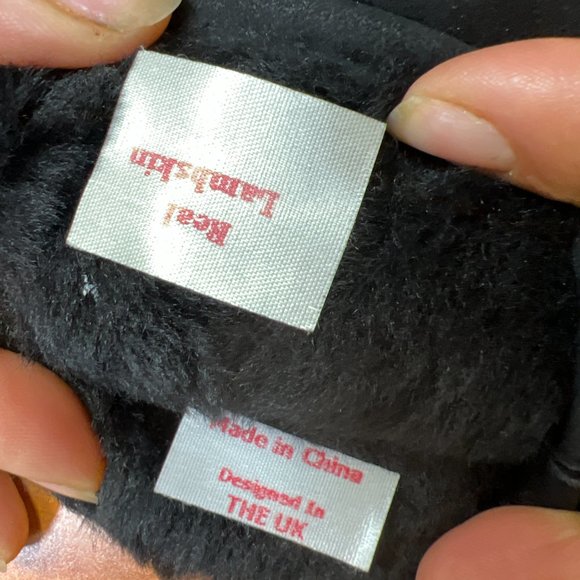 Real
Lambskin
Made in China
Designed In
THE UK